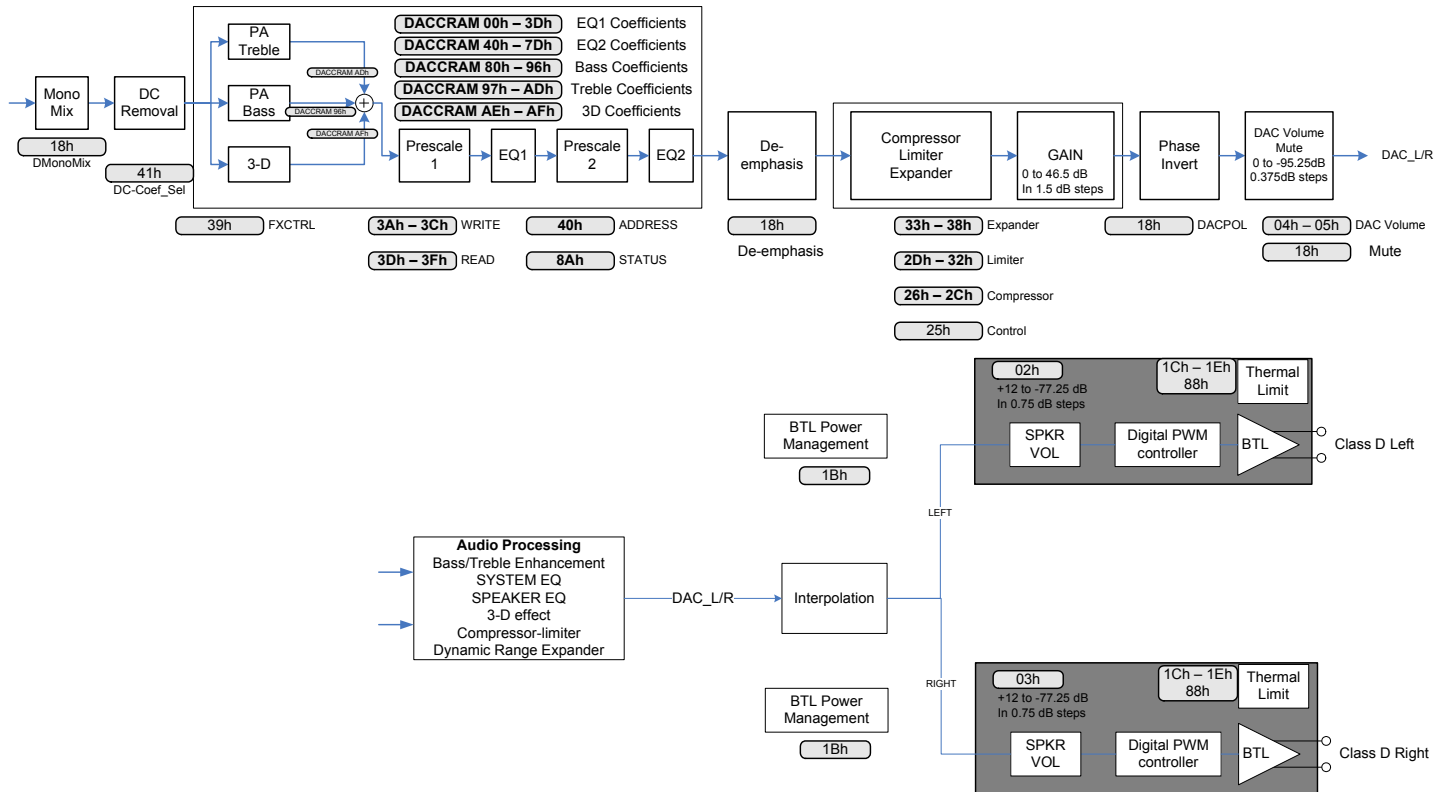 PA
Treble
DACCRAM 00h – 3Dh EQ1 Coefficients
DACCRAM 40h – 7Dh EQ2 Coefficients
DACCRAM 80h – 96h Bass Coefficients
DACCRAM 97h – ADh Treble Coefficients
DACCRAM AEh – AFh 3D Coefficients
DACCRAM ADh
Mono
Mix
DC
Removal
PA
Bass
DACCRAM 96h
+
DACCRAM AFh
3-D
Prescale
1
EQ1
Prescale
2
EQ2
De-
emphasis
Compressor
Limiter
Expander
GAIN
0 to 46.5 dB
In 1.5 dB steps
Phase
Invert
DAC Volume
Mute
0 to -95.25dB
0.375dB steps
DAC_L/R
18h
DMonoMix
41h
DC-Coef_Sel
39h FXCTRL
3Ah – 3Ch WRITE
40h ADDRESS
3Dh – 3Fh READ
8Ah STATUS
18h
De-emphasis
33h – 38h Expander
2Dh – 32h Limiter
26h – 2Ch Compressor
25h Control
18h DACPOL
04h – 05h DAC Volume
18h Mute
02h
+12 to -77.25 dB
In 0.75 dB steps
1Ch – 1Eh
88h
Thermal
Limit
BTL Power
Management
1Bh
SPKR
VOL
Digital PWM
controller
BTL
Class D Left
LEFT
Audio Processing
Bass/Treble Enhancement
SYSTEM EQ
SPEAKER EQ
3-D effect
Compressor-limiter
Dynamic Range Expander
DAC_L/R
Interpolation
RIGHT
BTL Power
Management
1Bh
03h
+12 to -77.25 dB
In 0.75 dB steps
1Ch – 1Eh
88h
Thermal
Limit
SPKR
VOL
Digital PWM
controller
BTL
Class D Right